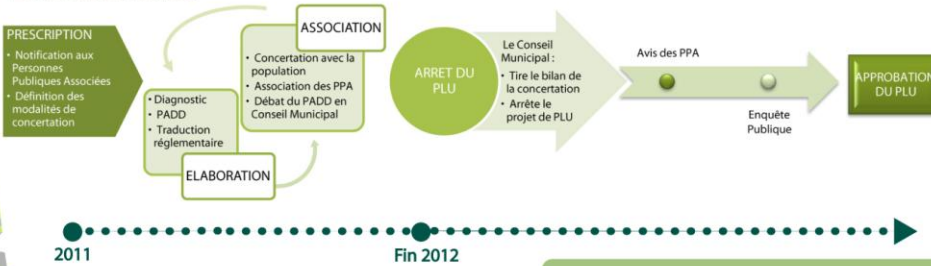 PRESCRIPTION
• Notification aux
Personnes
Publiques Associées
• Définition des
modalités de
concertation
• Diagnostic
• PADD
• Traduction
réglementaire
ELABORATION
ASSOCIATION
• Concertation avec la
population
• Association des PPA
• Débat du PADD en
Conseil Municipal
ARRET DU
PLU
Le Conseil
Municipal :
• Tire le bilan de
la concertation
• Arrête le
projet de PLU
Avis des PPA
Enquête
Publique
APPROBATION
DU PLU
2011
Fin 2012